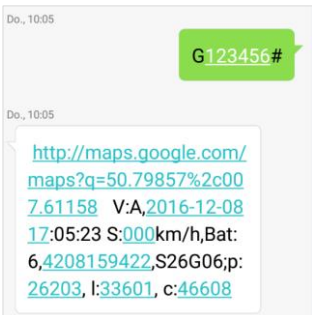 Do., 10:05
G123456#
Do., 10:05
http://maps.google.com/
maps?q=50.79857%2c00
7.61158 V:A,2016-12-08
17:05:23 S:000km/h,Bat:
6,4208159422,S26G06;p:
26203, l:33601, c:46608